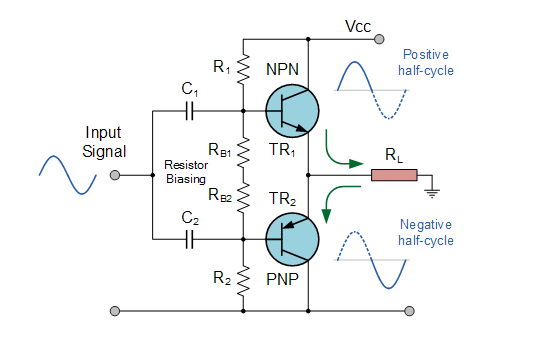 Vcc
Positive
half-cycle
R1
NPN
C1
Input
Signal
Resistor
Biasing
RB1
TR1
RL
RB2
TR2
C2
Negative
half-cycle
R2
PNP